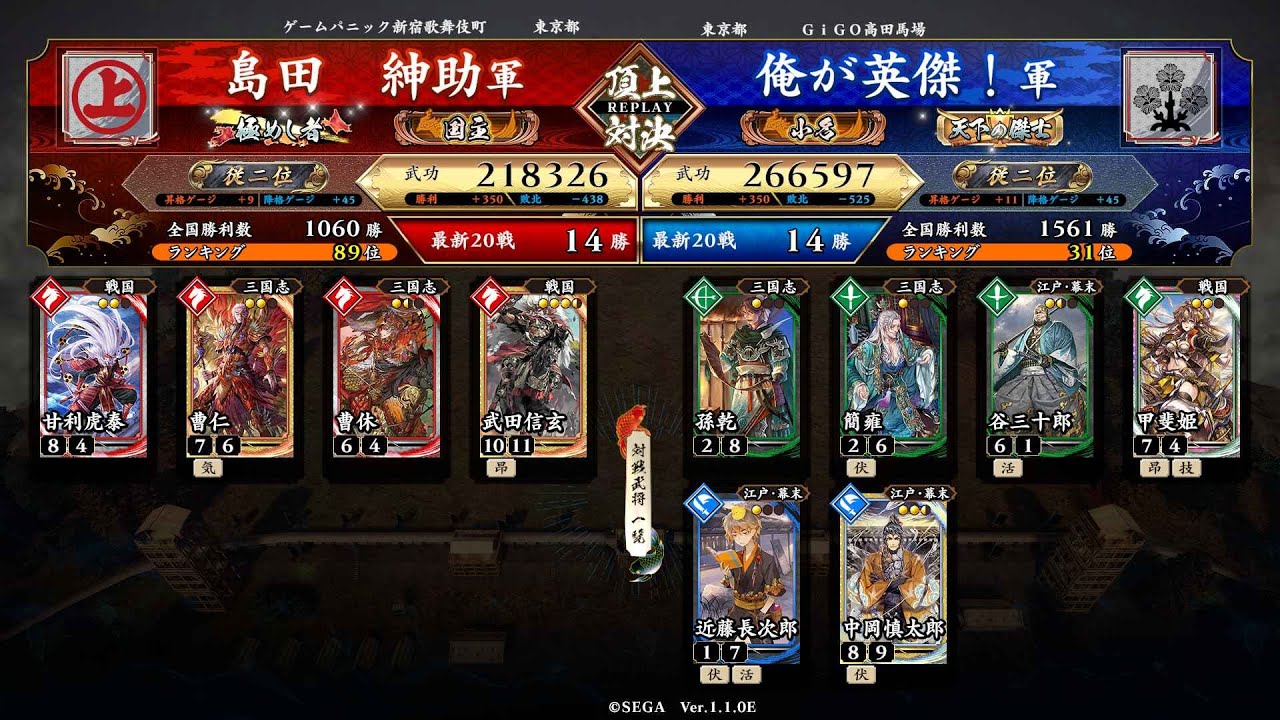 ゲームパニック新宿歌舞伎町 東京都
東京都 GiGO高田馬場
島田 紳助軍
頂上
REPLAY
対決
俺が英傑！軍
上
極めし者
国主
小名
天下の傑士
従二位
武功 218326
武功 266597
従二位
昇格ゲージ +9 降格ゲージ +45
勝利 +350 敗北 -438
勝利 +350 敗北 -525
昇格ゲージ +11 降格ゲージ +45
全国勝利数 1060勝
最新20戦 14勝
最新20戦 14勝
全国勝利数 1561勝
ランキング 89位
ランキング 31位
戦国
三国志
三国志
戦国
三国志
三国志
江戸・幕末
戦国
甘利虎泰
曹仁
曹休
武田信玄
孫乾
簡雍
谷三十郎
甲斐姫
8 4
7 6
6 4
10 11
2 8
2 6
6 1
7 4
気
昂
伏
活
昂 技
対戦武将一覧
江戸・幕末
江戸・幕末
近藤長次郎
中岡慎太郎
1 7
8 9
伏 活
伏
©SEGA Ver.1.1.0E